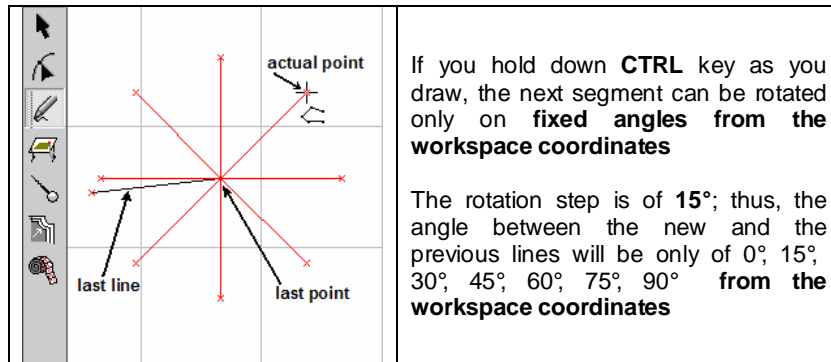 actual point
last line
last point
If you hold down CTRL key as you
draw, the next segment can be rotated
only on fixed angles from the
workspace coordinates
The rotation step is of 15°; thus, the
angle between the new and the
previous lines will be only of 0°, 15°,
30°, 45°, 60°, 75°, 90° from the
workspace coordinates